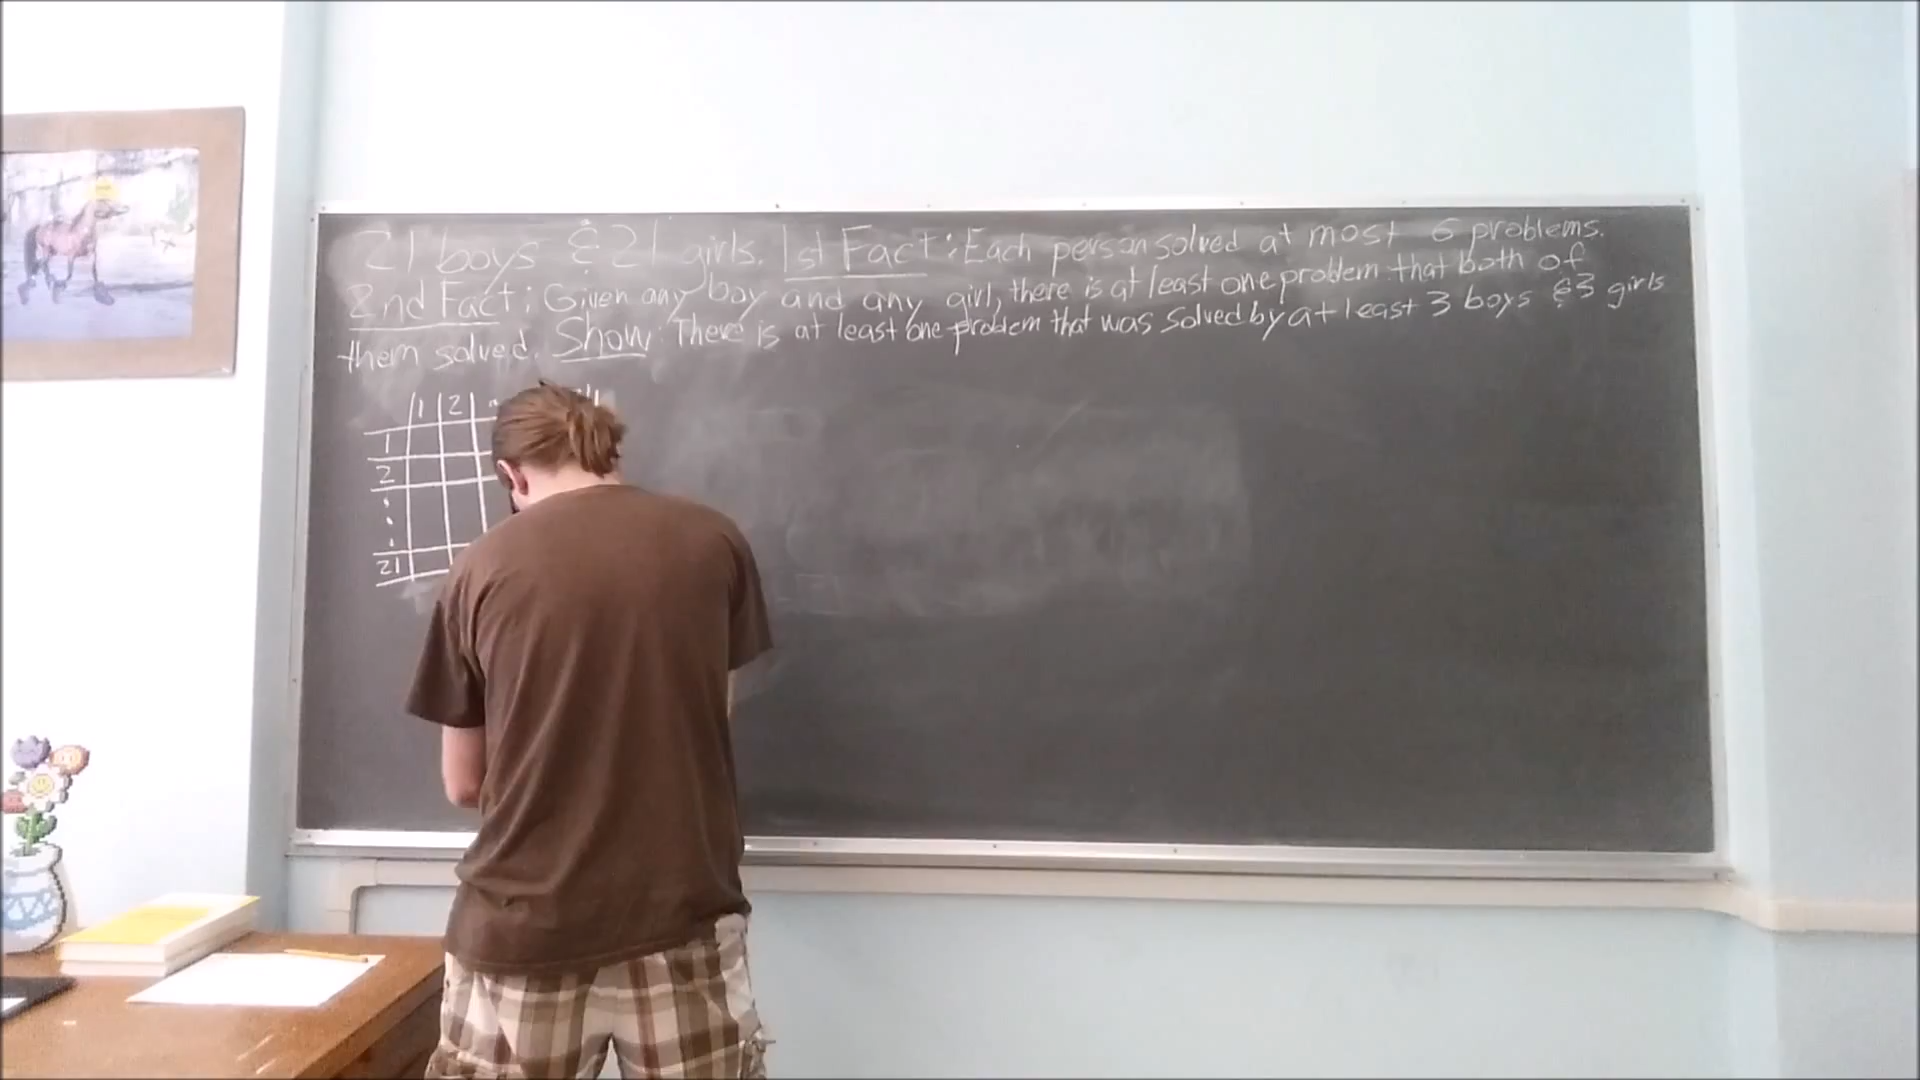 21 boys & 21 girls. 1st Fact: Each person solved at most 6 problems.
2nd Fact: Given any boy and any girl, there is at least one problem that both of
them solved. Show: There is at least one problem that was solved by at least 3 boys & 3 girls
1 2
1
2
21